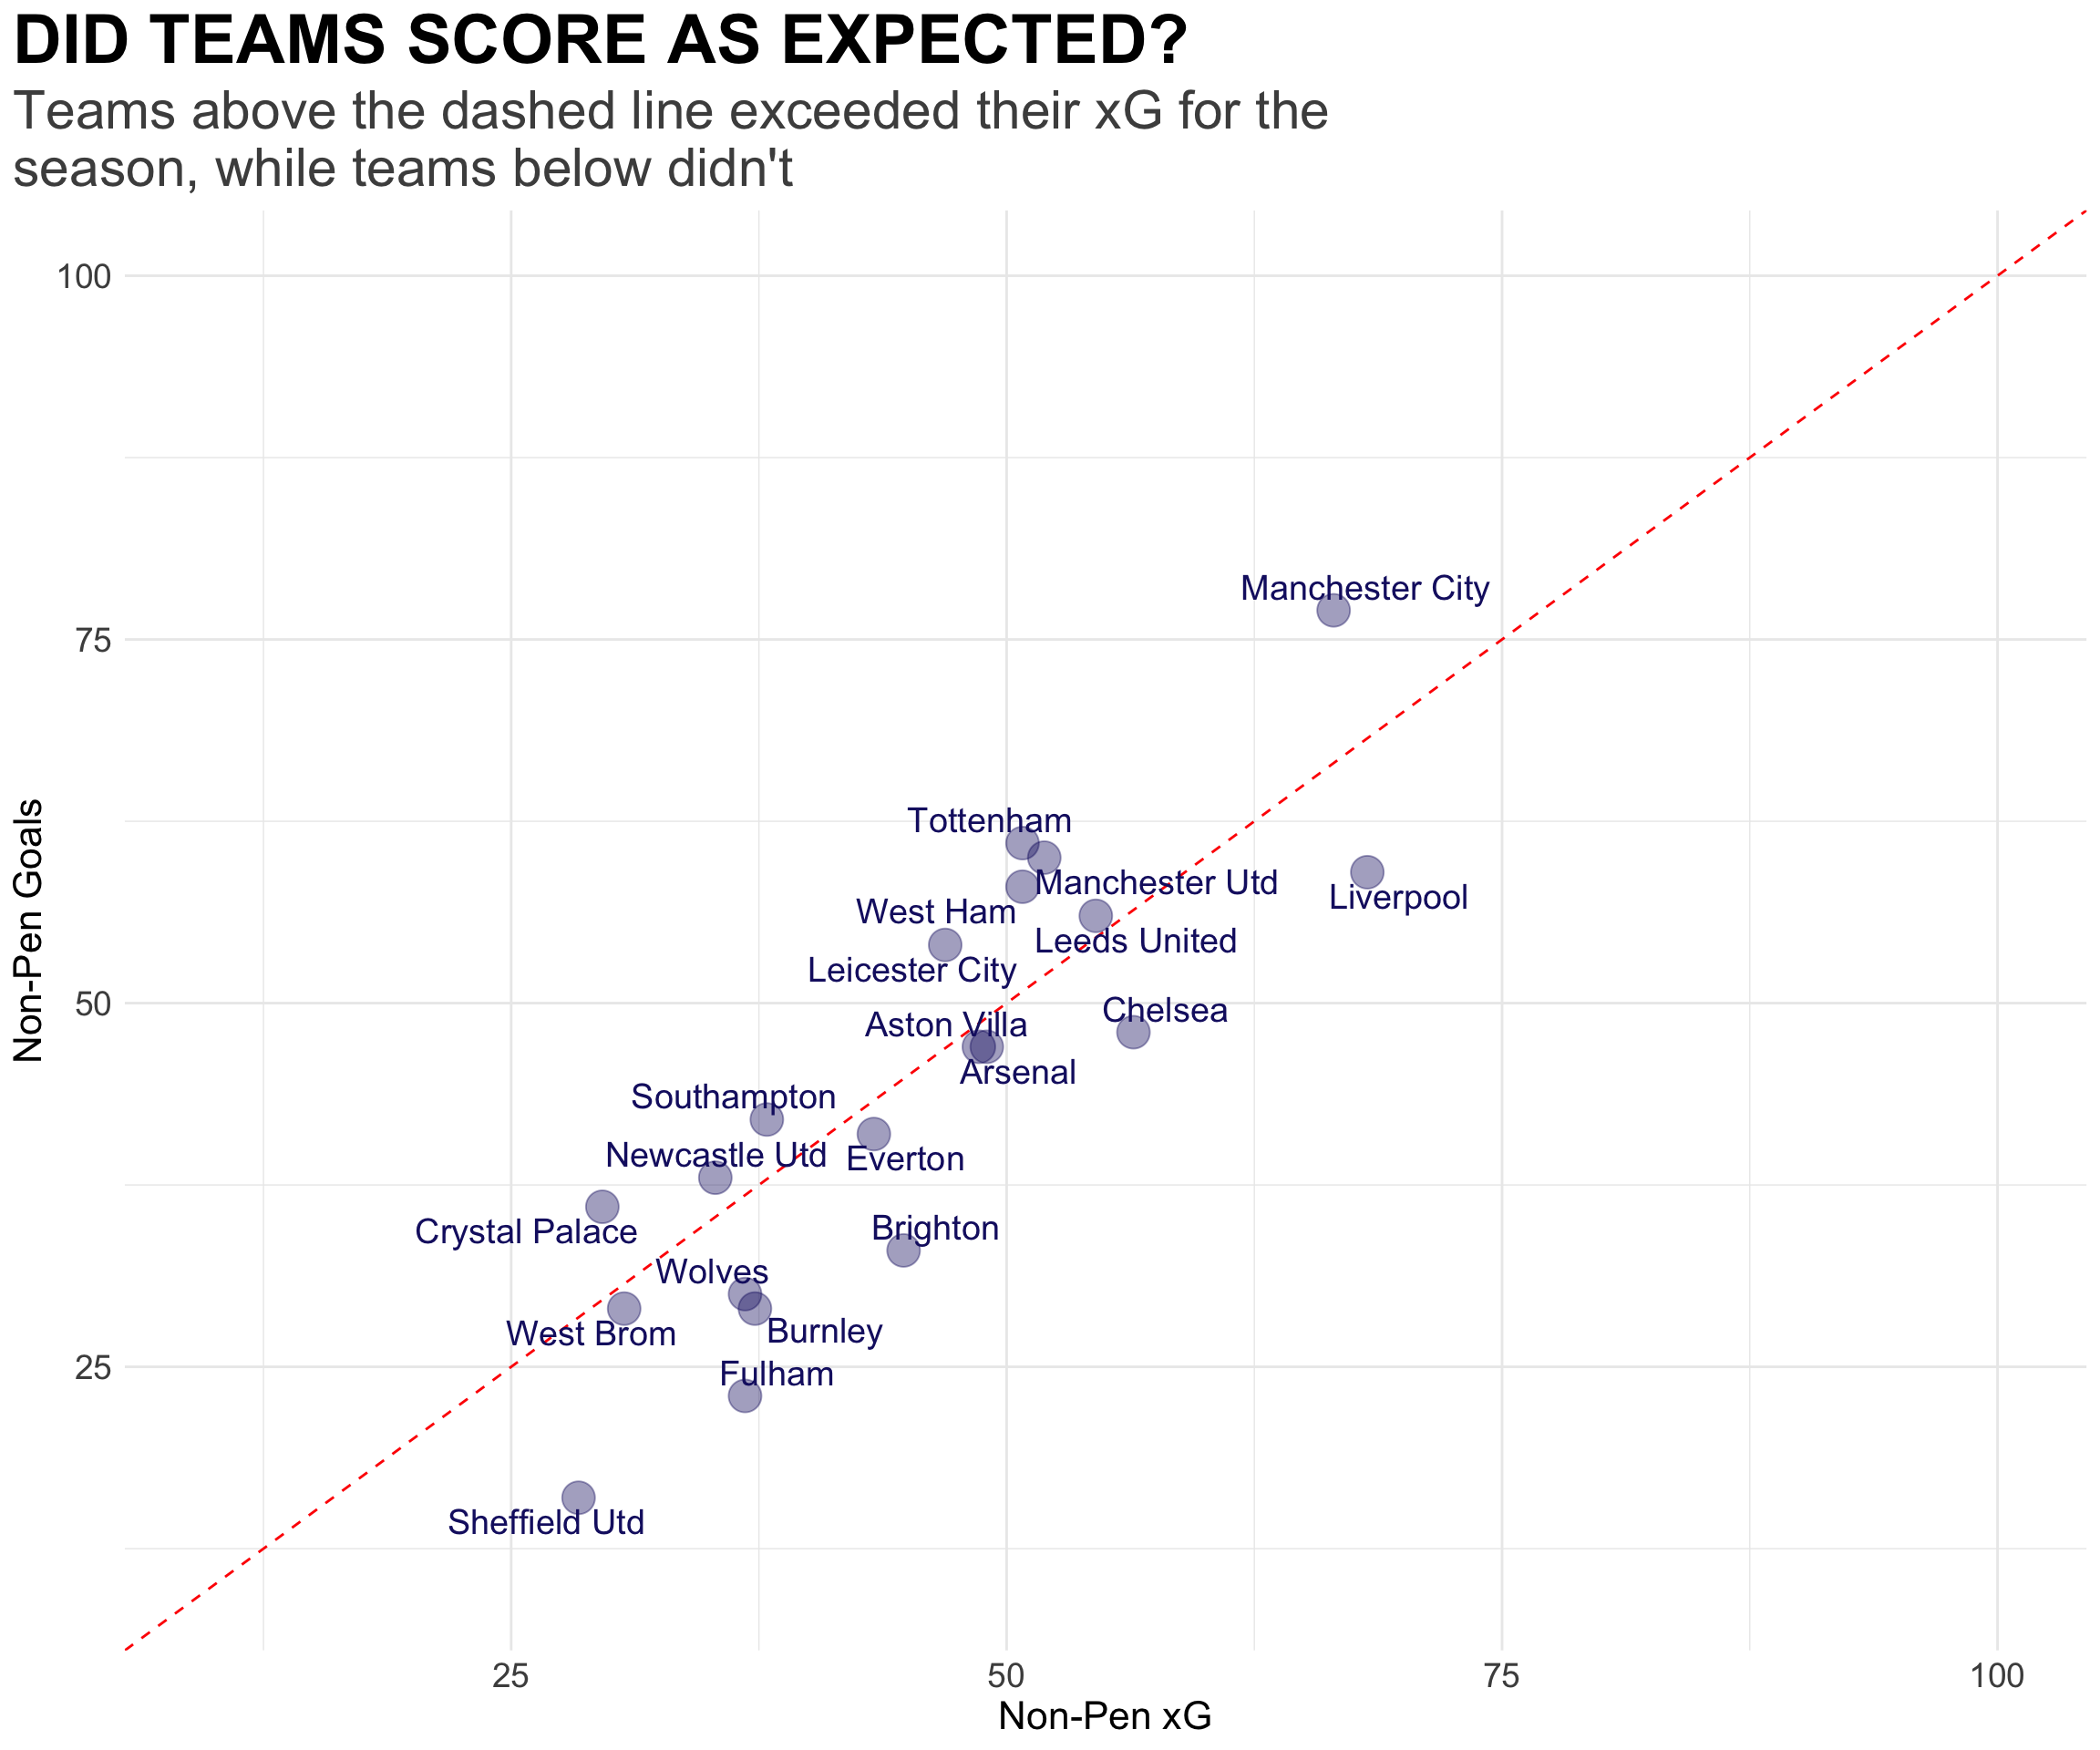 DID TEAMS SCORE AS EXPECTED?
Teams above the dashed line exceeded their xG for the
season, while teams below didn't
100
Manchester City
75
Tottenham
Manchester Utd
Liverpool
West Ham
Leeds United
Leicester City
50
Chelsea
Aston Villa
Arsenal
Southampton
Newcastle Utd
Everton
Crystal Palace
Brighton
Wolves
West Brom
Burnley
25
Fulham
Sheffield Utd
Non-Pen Goals
25
50
75
100
Non-Pen xG